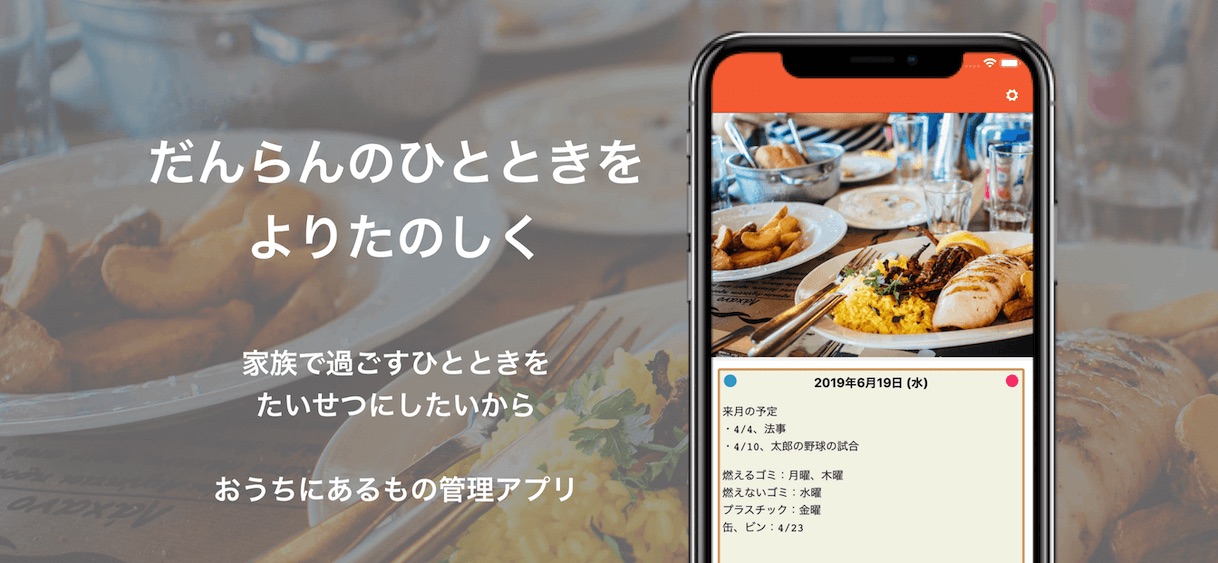 だんらんのひとときを
よりたのしく
家族で過ごすひとときを
たいせつにしたいから
おうちにあるもの管理アプリ
2019年6月19日 (水)
来月の予定
・4/4、法事
・4/10、太郎の野球の試合
燃えるゴミ：月曜、木曜
燃えないゴミ：水曜
プラスチック：金曜
缶、ビン：4/23